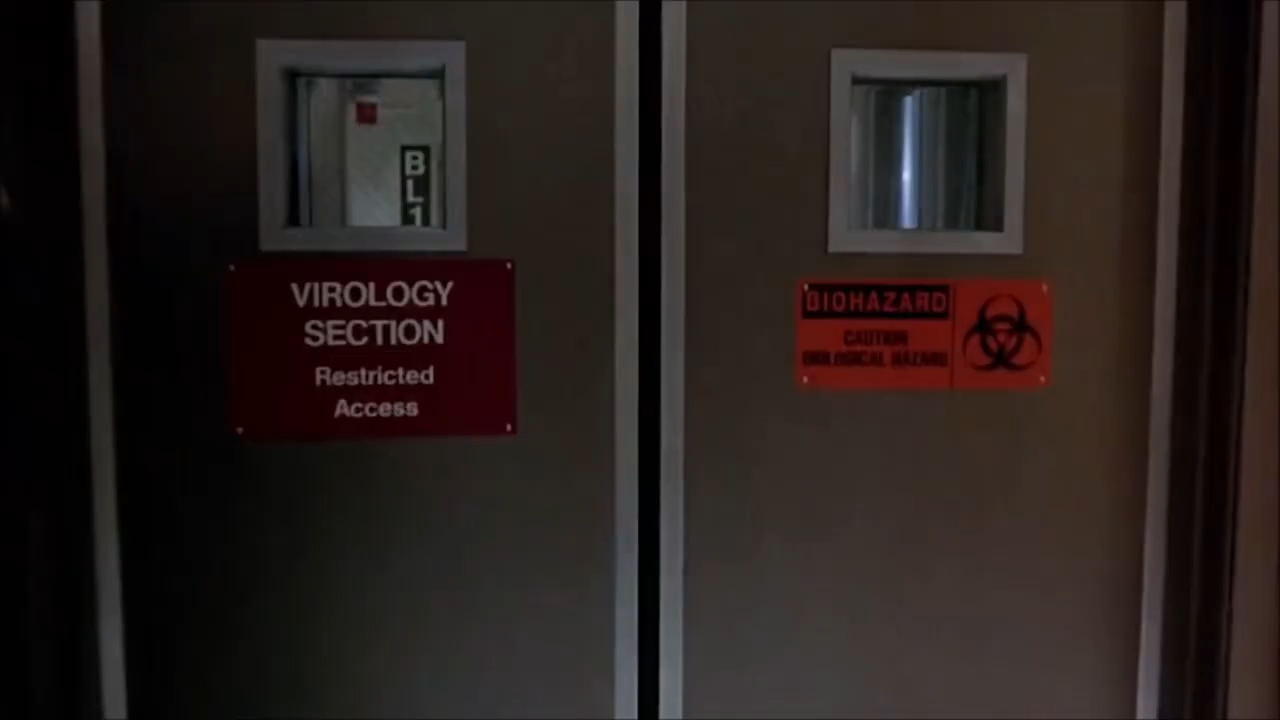 BL1
VIROLOGY
SECTION
Restricted
Access
BIOHAZARD
CAUTION
BIOLOGICAL HAZARD